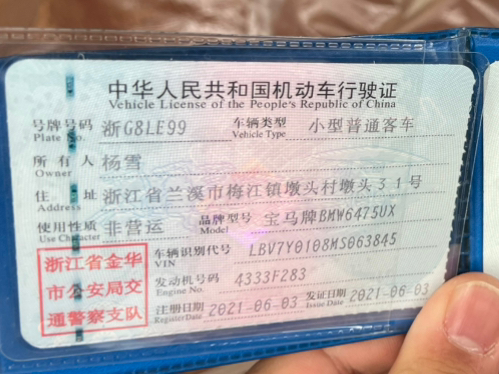 中华人民共和国机动车行驶证
Vehicle License of the People's Republic of China
号牌号码 浙G8LE99 车辆类型 小型普通客车
Plate No. Vehicle Type
所有人 杨雪
Owner
住址 浙江省兰溪市梅江镇墩头村墩头31号
Address
使用性质 非营运 品牌型号 宝马牌BMW6475UX
Use Character Model
车辆识别代号 LBV7Y0108MS063845
VIN
发动机号码 4333F283
Engine No.
注册日期 2021-06-03 发证日期 2021-06-03
Register Date Issue Date
浙江省金华
市公安局交
通警察支队